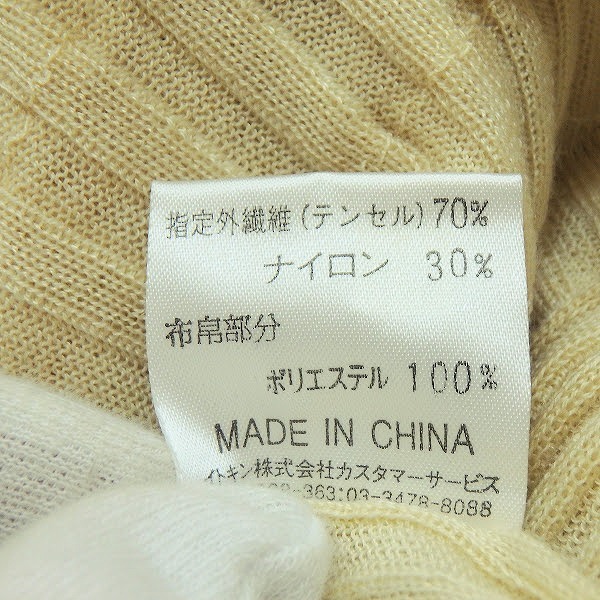 指定外繊維(テンセル)70%
ナイロン 30%
布帛部分
ポリエステル 100%
MADE IN CHINA
イトキン株式会社カスタマーサービス
363:03-3478-8088